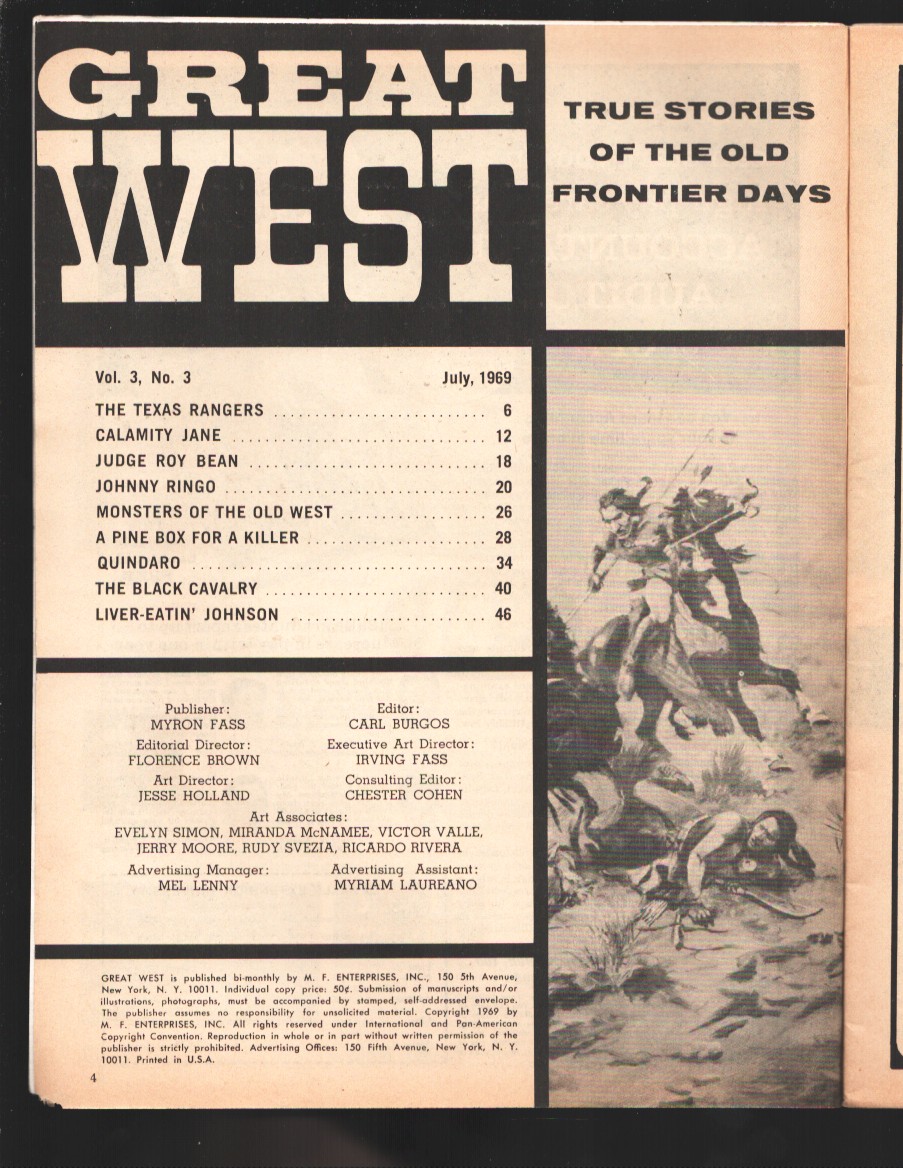 GREAT
WEST
TRUE STORIES
OF THE OLD
FRONTIER DAYS
Vol. 3, No. 3 July, 1969
THE TEXAS RANGERS ........................ 6
CALAMITY JANE ........................ 12
JUDGE ROY BEAN ........................ 18
JOHNNY RINGO ........................ 20
MONSTERS OF THE OLD WEST ........................ 26
A PINE BOX FOR A KILLER ........................ 28
QUINDARO ........................ 34
THE BLACK CAVALRY ........................ 40
LIVER-EATIN' JOHNSON ........................ 46
Publisher: Editor:
MYRON FASS CARL BURGOS
Editorial Director: Executive Art Director:
FLORENCE BROWN IRVING FASS
Art Director: Consulting Editor:
JESSE HOLLAND CHESTER COHEN
Art Associates:
EVELYN SIMON, MIRANDA McNAMEE, VICTOR VALLE,
JERRY MOORE, RUDY SVEZIA, RICARDO RIVERA
Advertising Manager: Advertising Assistant:
MEL LENNY MYRIAM LAUREANO
GREAT WEST is published bi-monthly by M. F. ENTERPRISES, INC., 150 5th Avenue,
New York, N. Y. 10011. Individual copy price: 50¢. Submission of manuscripts and/or
illustrations, photographs, must be accompanied by stamped, self-addressed envelope.
The publisher assumes no responsibility for unsolicited material. Copyright 1969 by
M. F. ENTERPRISES, INC. All rights reserved under International and Pan-American
Copyright Convention. Reproduction in whole or in part without written permission of the
publisher is strictly prohibited. Advertising Offices: 150 Fifth Avenue, New York, N. Y.
10011. Printed in U.S.A.
4